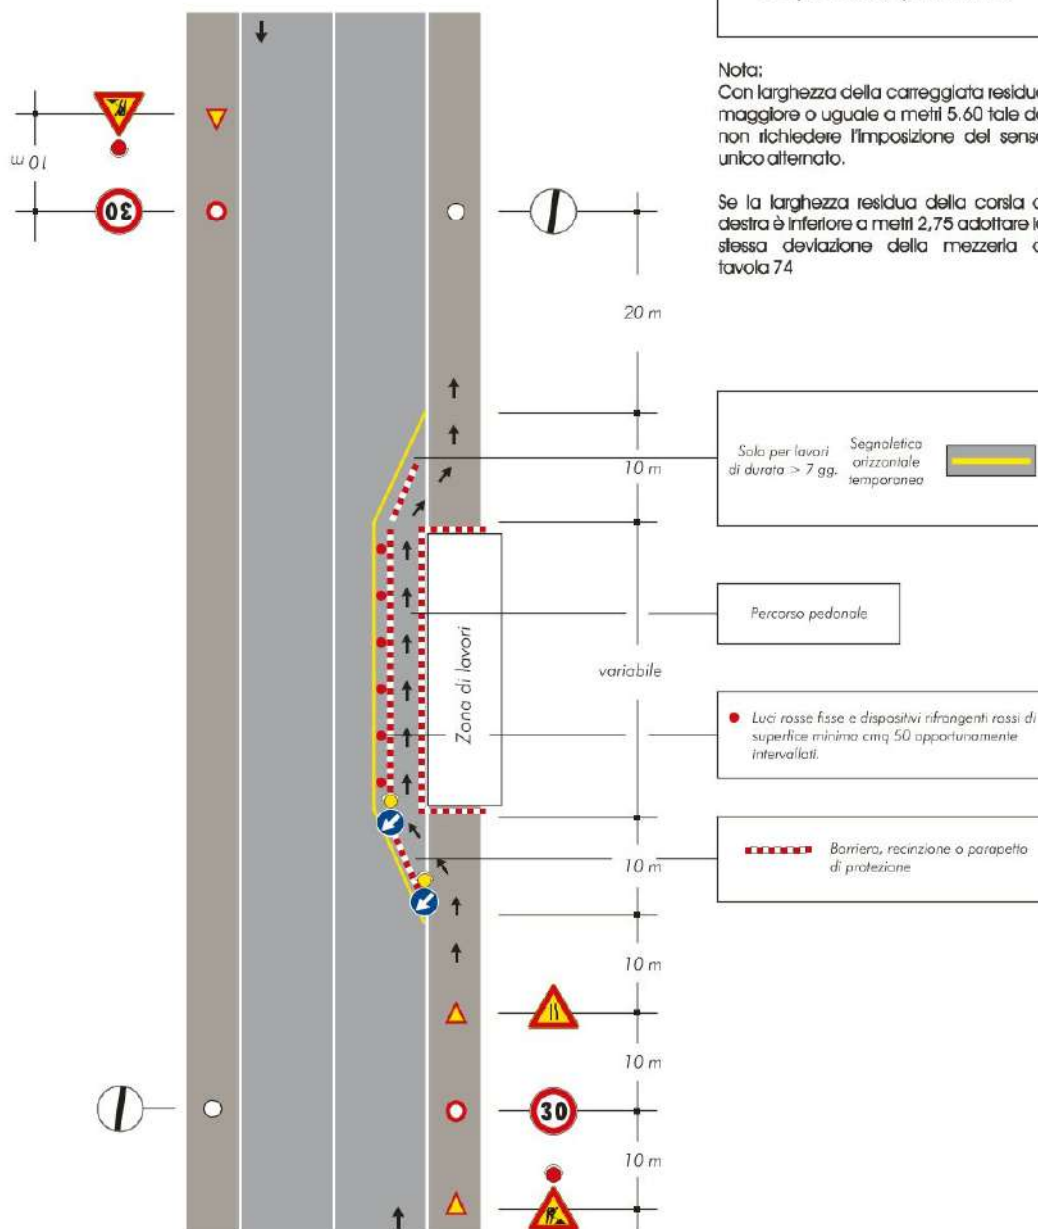 Nota:
Con larghezza della carreggiata residua
maggiore o uguale a metri 5.60 tale da
non richiedere l'imposizione del senso
unico alternato.
Se la larghezza residua della corsia
destra è inferiore a metri 2,75 adottare
stessa deviazione della mezzeria
tavola 74
10 m
30
20 m
10 m
Solo per lavori
di durata > 7 gg.
Segnaletica
orizzontale
temporanea
Percorso pedonale
Zona di lavori
variabile
Luci rosse fisse e dispositivi rifrangenti rossi di
superfice minima cmq 50 opportunamente
intervallati.
Barriera, recinzione o parapetto
di protezione
10 m
10 m
10 m
30
10 m